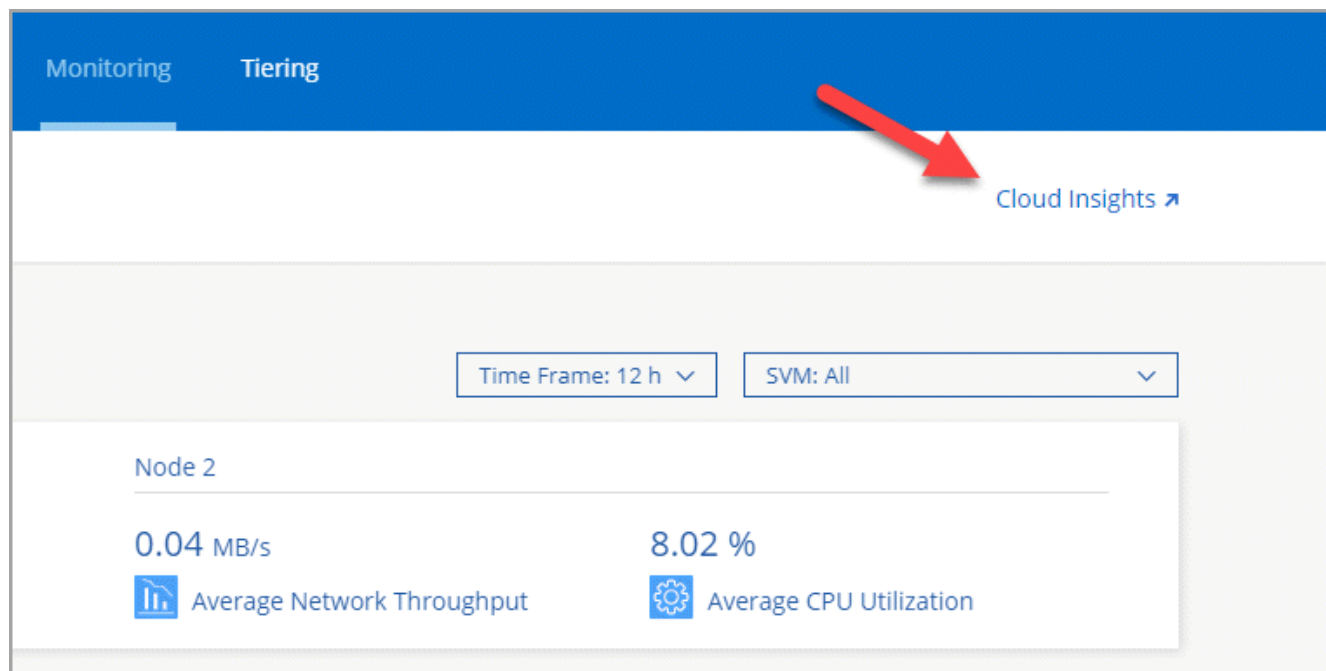 Monitoring Tiering
Cloud Insights
Time Frame: 12 h SVM: All
Node 2
0.04 MB/s 8.02 %
Average Network Throughput Average CPU Utilization